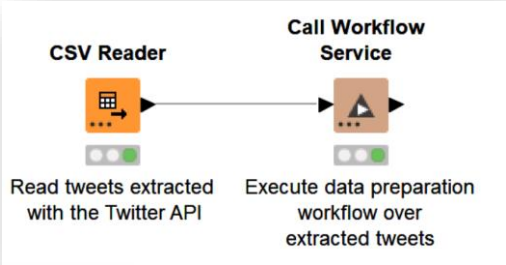 CSV Reader
Call Workflow
Service
Read tweets extracted
with the Twitter API
Execute data preparation
workflow over
extracted tweets